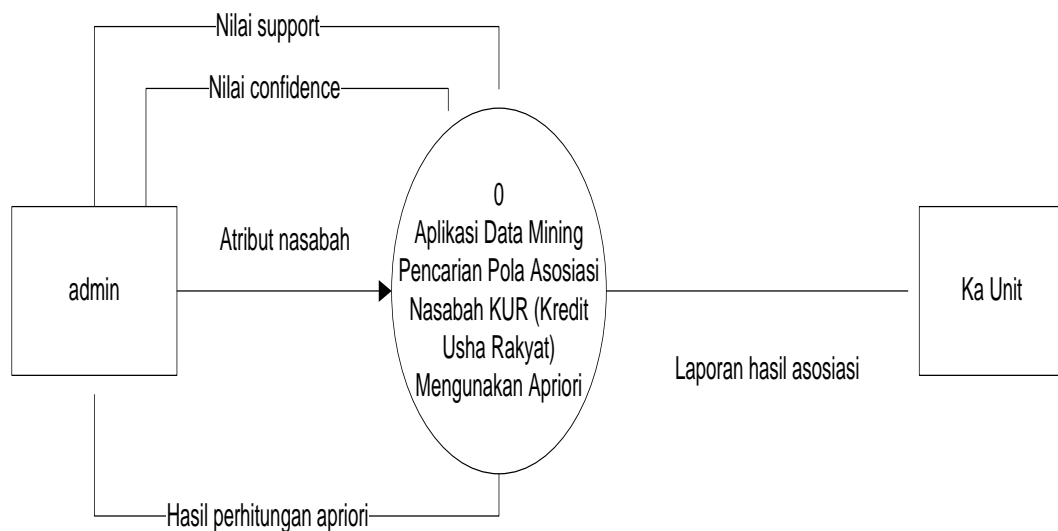 Nilai support
Nilai confidence
admin
Atribut nasabah
0
Aplikasi Data Mining
Pencarian Pola Asosiasi
Nasabah KUR (Kredit
Usha Rakyat)
Mengunakan Apriori
Ka Unit
Laporan hasil asosiasi
Hasil perhitungan apriori